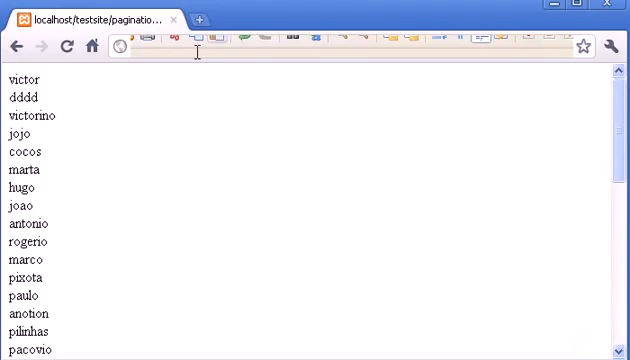 localhost/testsite/paginatio...
victor
dddd
victorino
jojo
cocos
marta
hugo
joao
antonio
rogerio
marco
pixota
paulo
anotion
pilinhas
pacovio